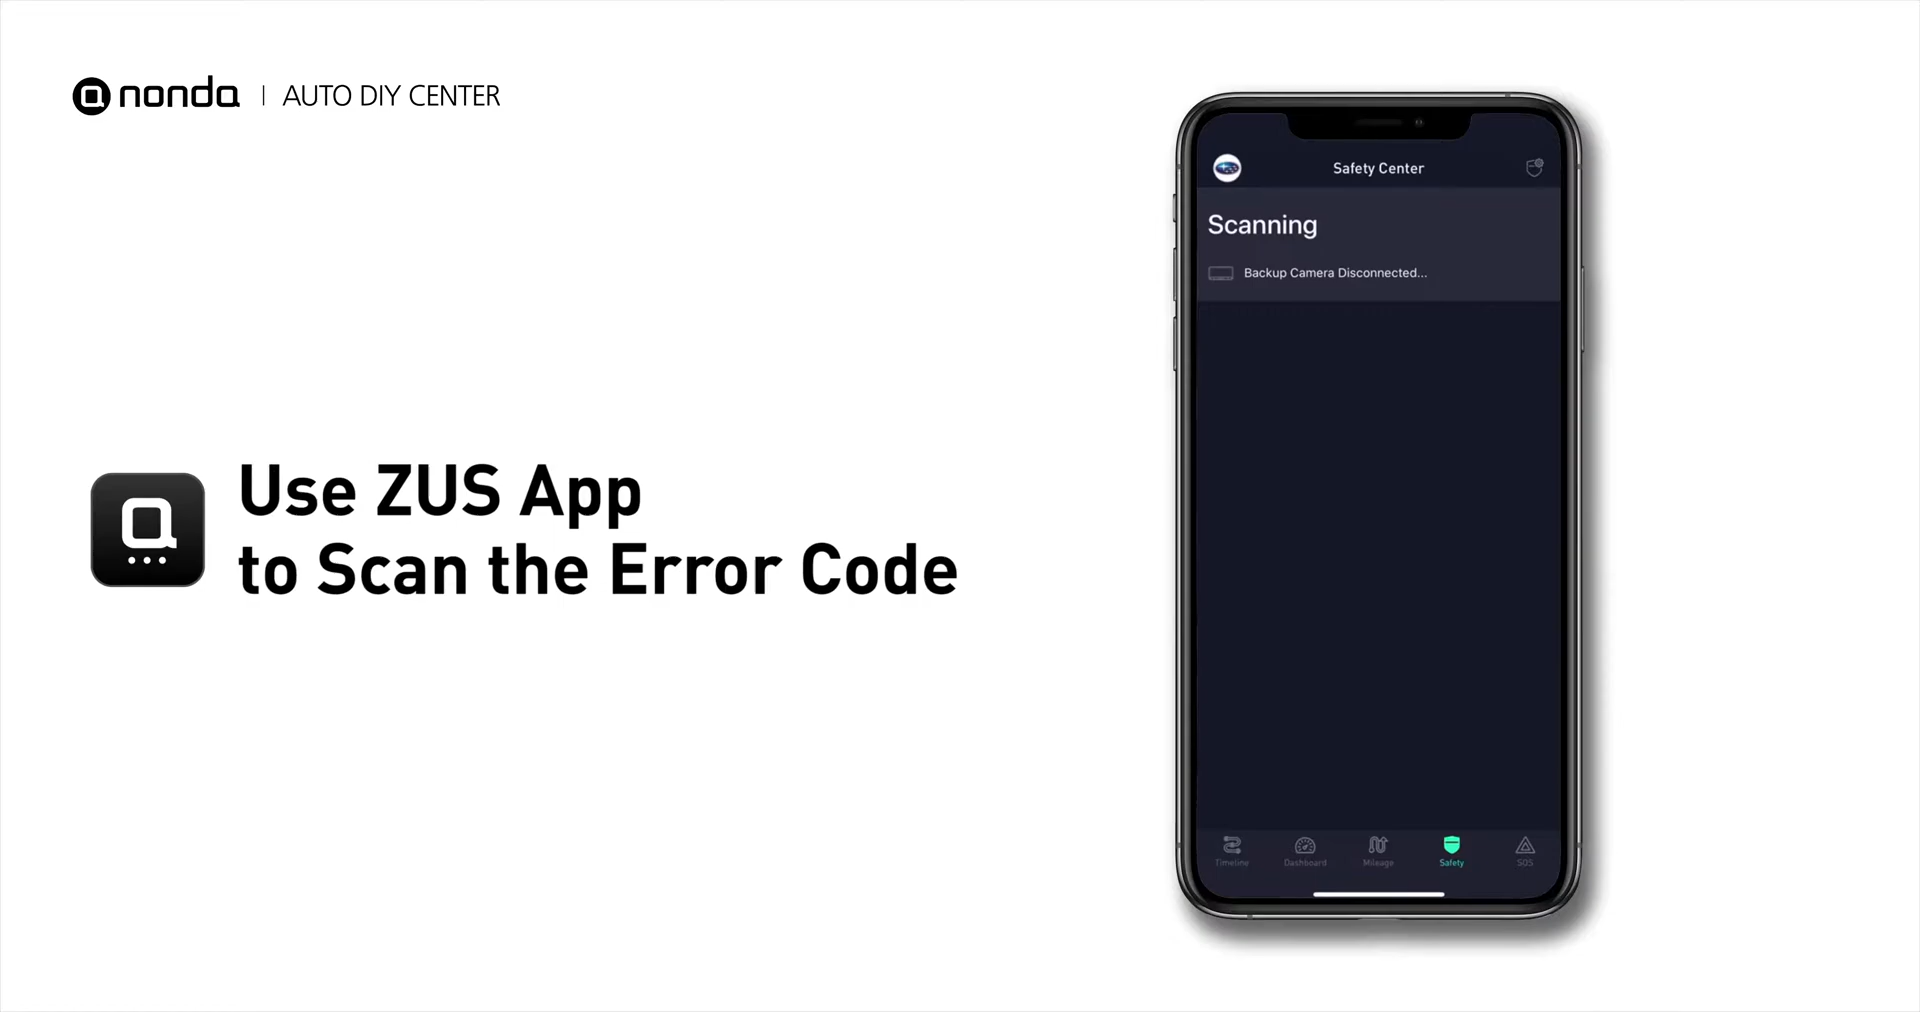 nonda | AUTO DIY CENTER
Use ZUS App
to Scan the Error Code
Safety Center
Scanning
Backup Camera Disconnected...
Timeline Dashboard Mileage Safety SOS